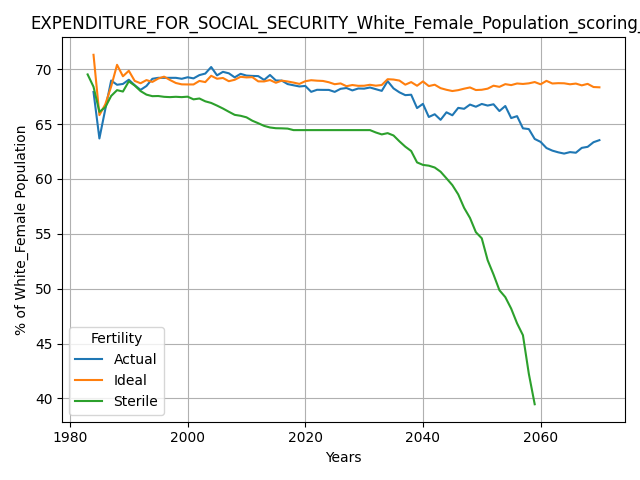 EXPENDITURE_FOR_SOCIAL_SECURITY_White_Female_Population_scoring_
% of White_Female Population
70
65
60
55
50
45
40
Fertility
Actual
Ideal
Sterile
1980
2000
2020
2040
2060
Years